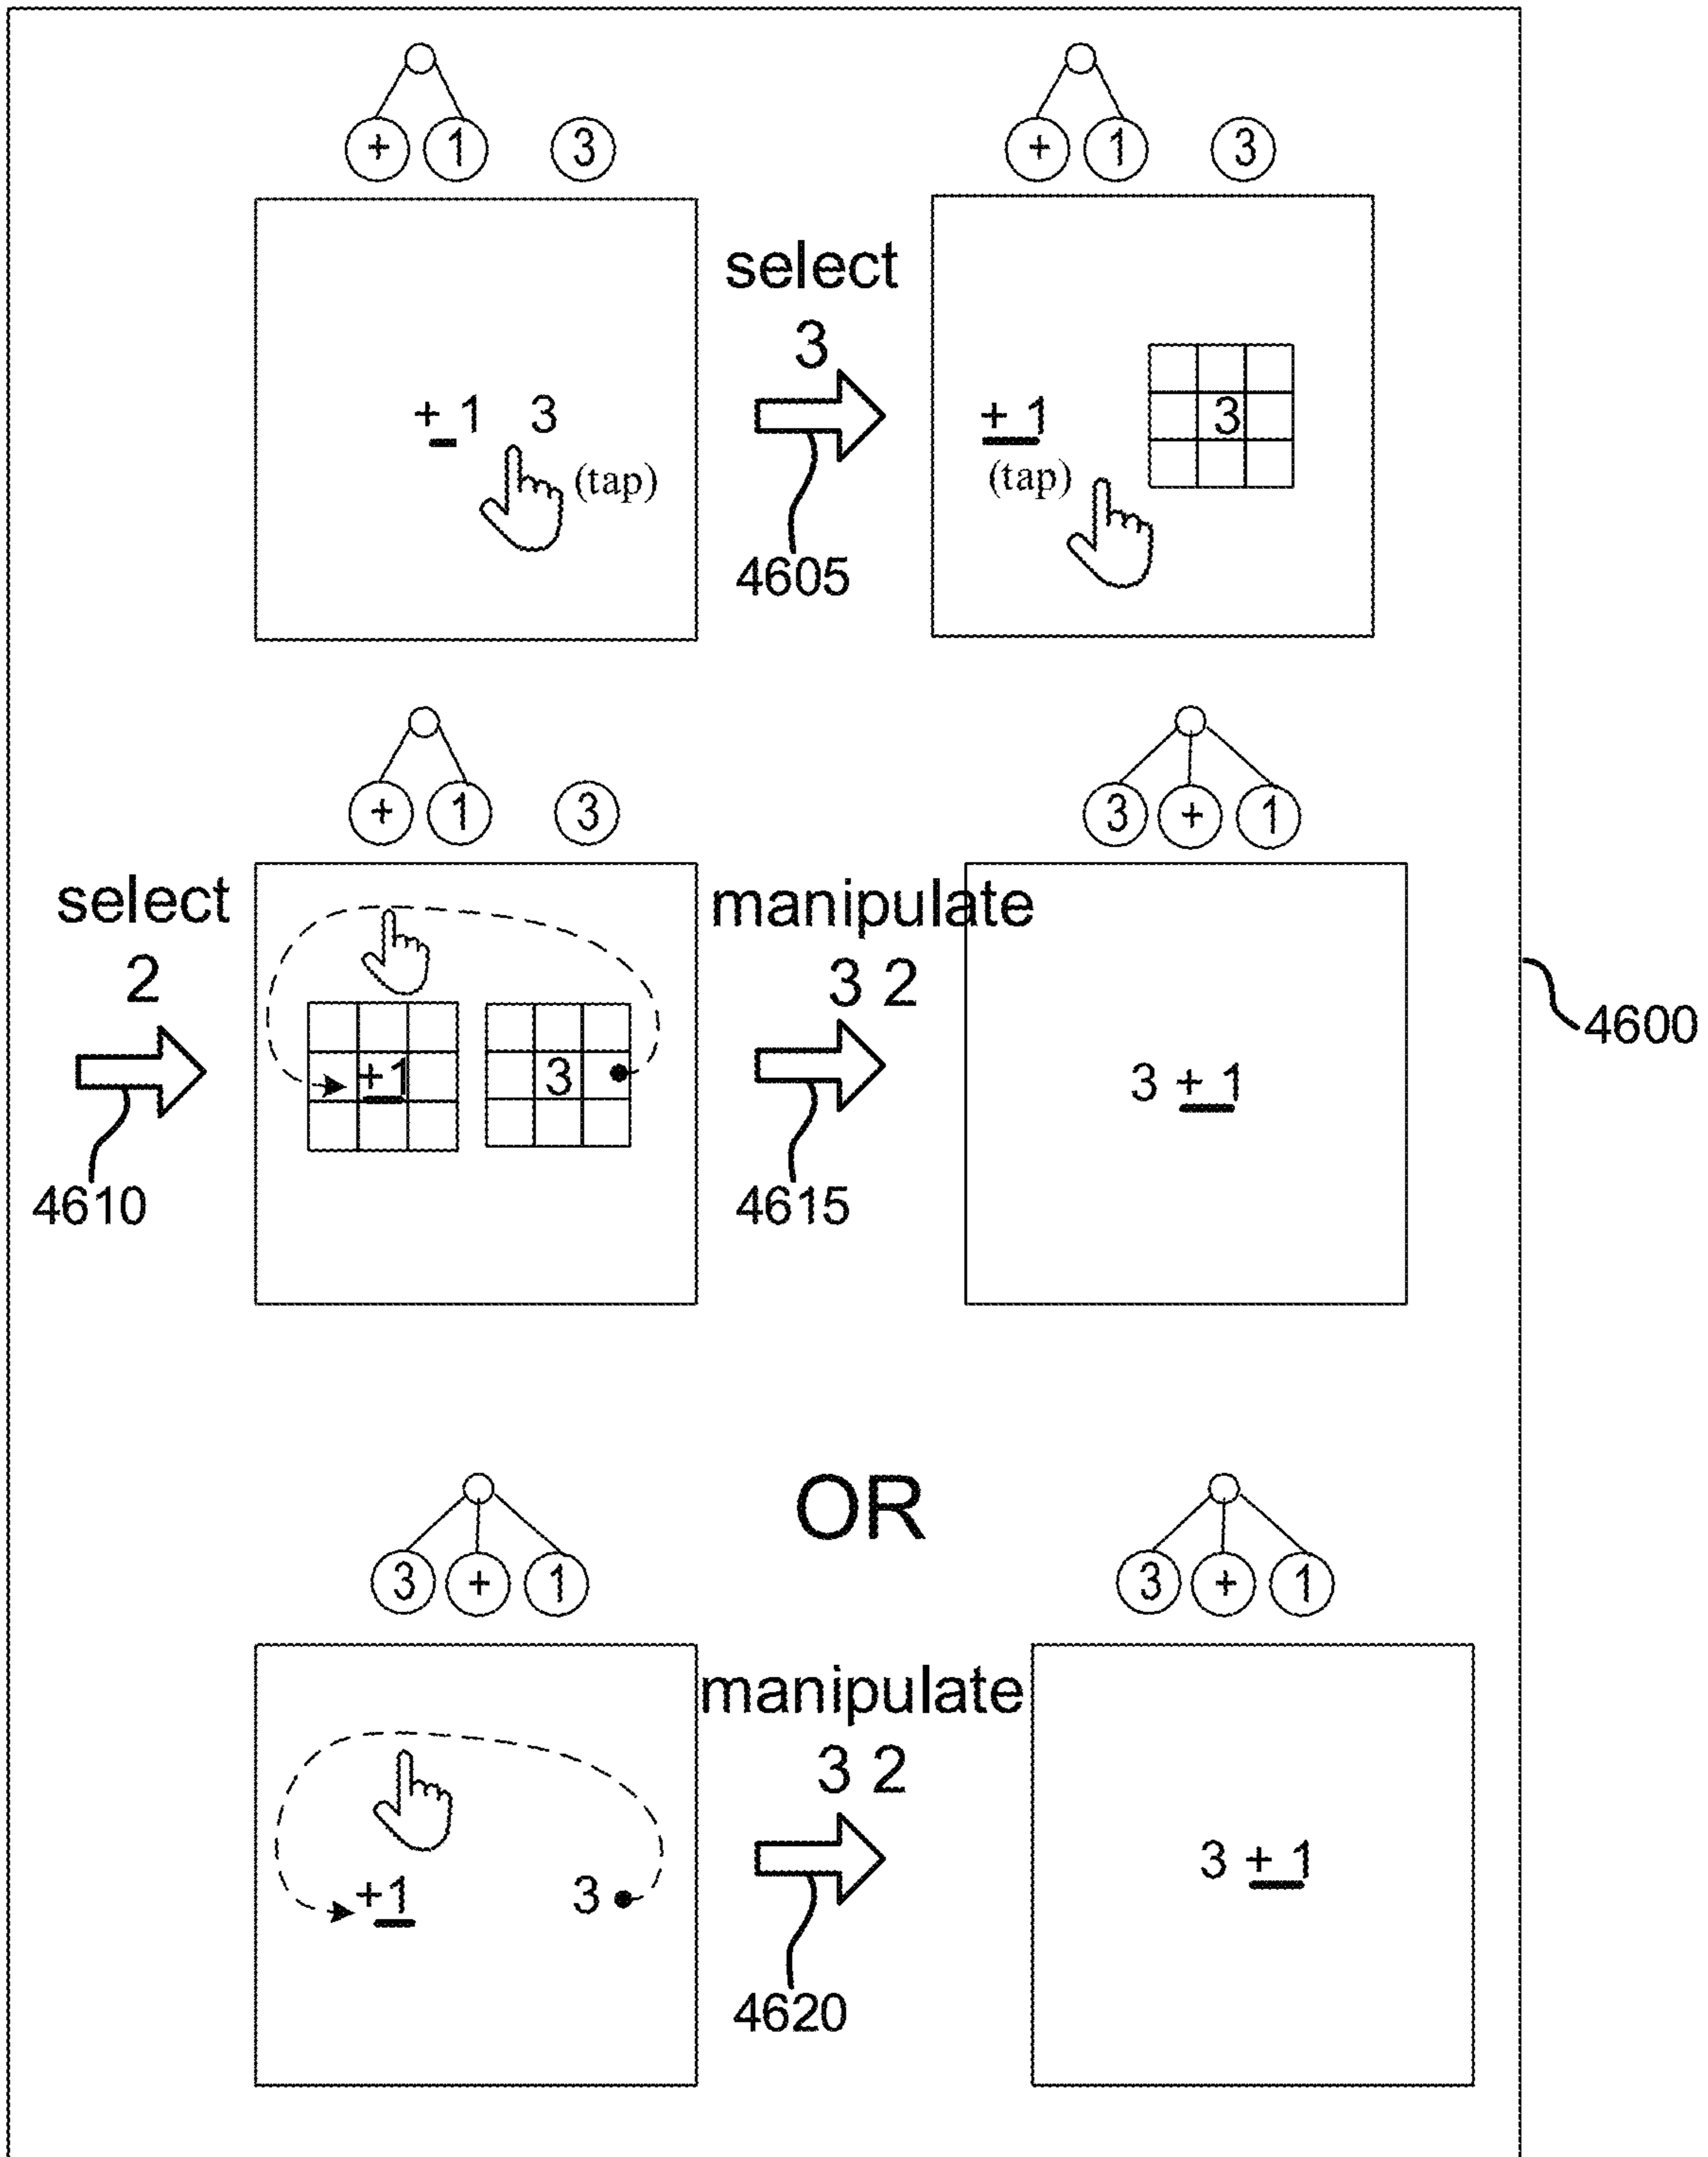 + 1 3
+ 1 3
select
3
+ 1 3
(tap)
4605
+ 1
3
(tap)
+ 1 3
3 + 1
select
2
+1 3
4610
manipulate
3 2
4615
3 + 1
4600
OR
3 + 1
3 + 1
+1 3
manipulate
3 2
4620
3 + 1